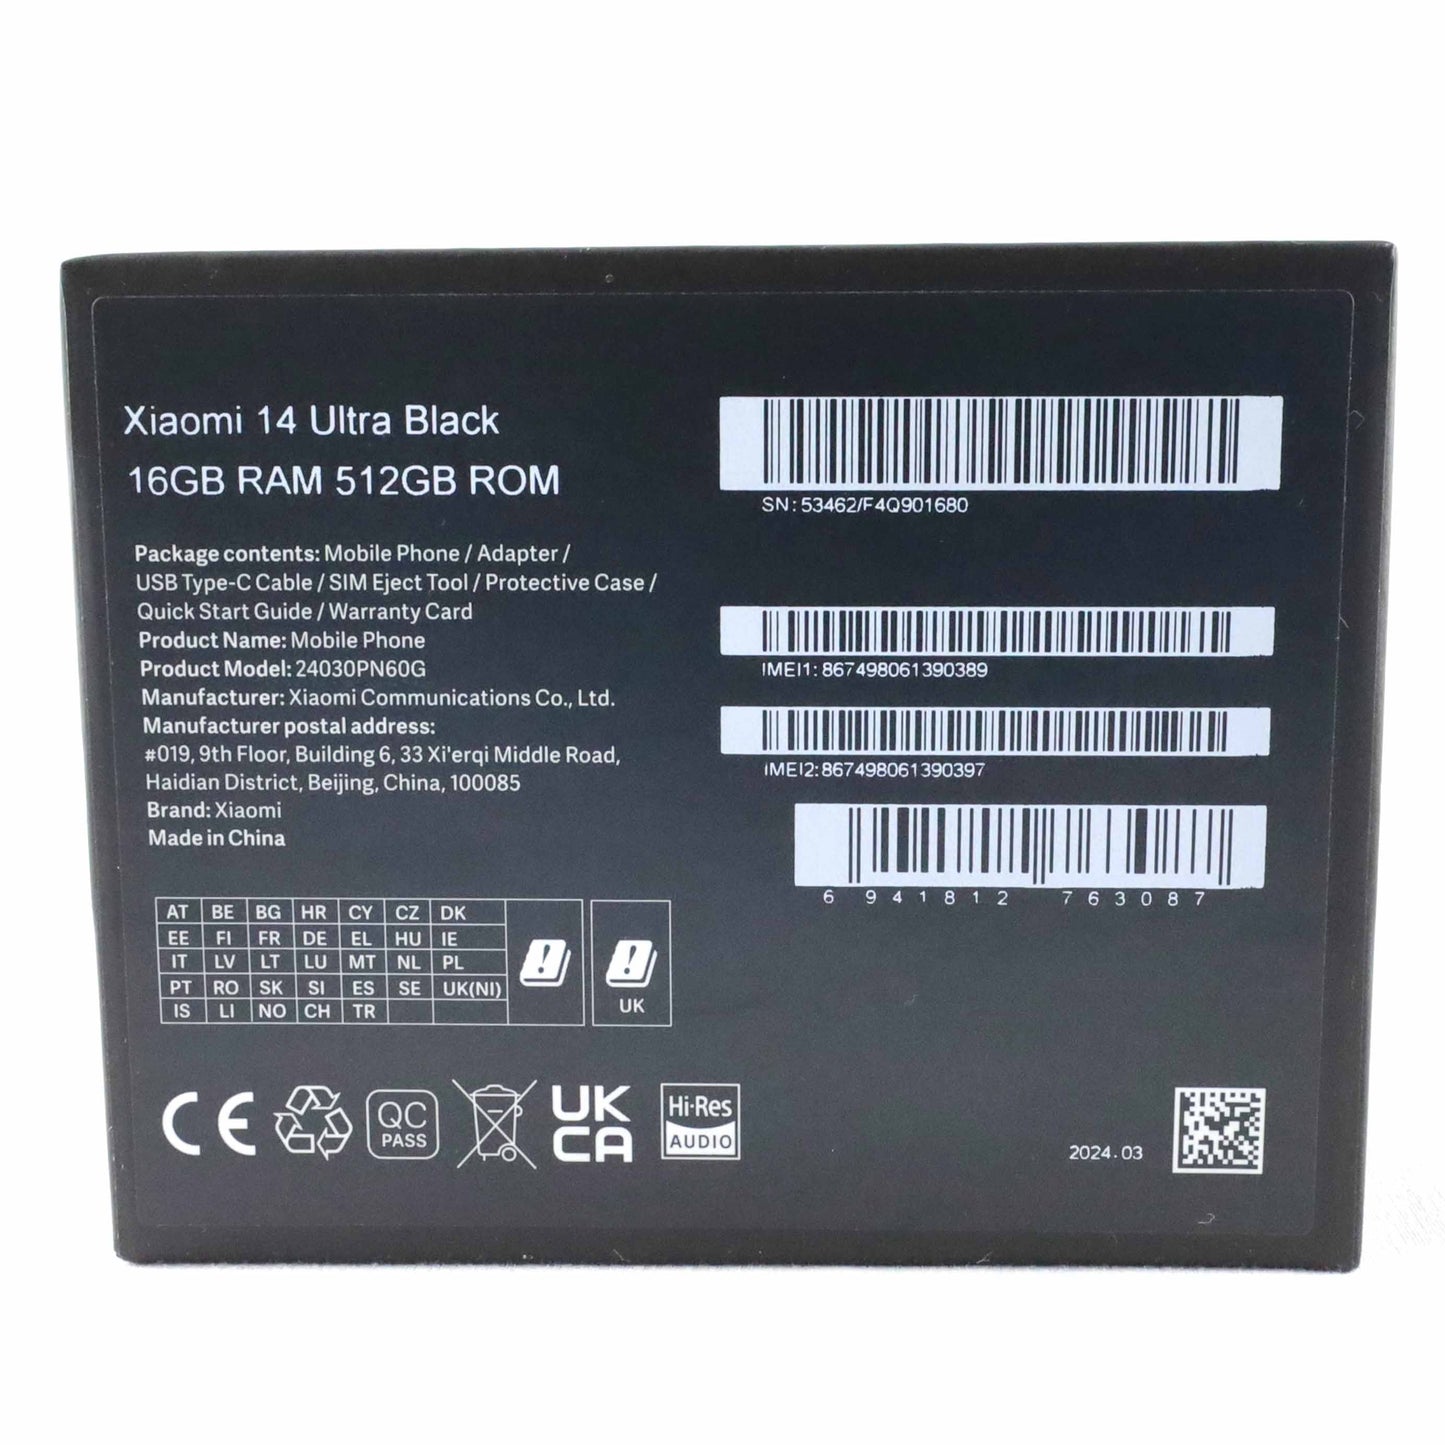 Xiaomi 14 Ultra Black
16GB RAM 512GB ROM
Package contents: Mobile Phone / Adapter /
USB Type-C Cable / SIM Eject Tool / Protective Case /
Quick Start Guide / Warranty Card
Product Name: Mobile Phone
Product Model: 24030PN60G
Manufacturer: Xiaomi Communications Co., Ltd.
Manufacturer postal address:
#019, 9th Floor, Building 6, 33 Xi'erqi Middle Road,
Haidian District, Beijing, China, 100085
Brand: Xiaomi
Made in China
AT BE BG HR CY CZ DK
EE FI FR DE EL HU IE
IT LV LT LU MT NL PL
PT RO SK SI ES SE UK(NI)
IS LI NO CH TR
UK
CE
QC
PASS
UK
CA
Hi-Res
AUDIO
SN: 53462/F4Q901680
IMEI1: 867498061390389
IMEI2: 867498061390397
6 941812 763087
2024.03